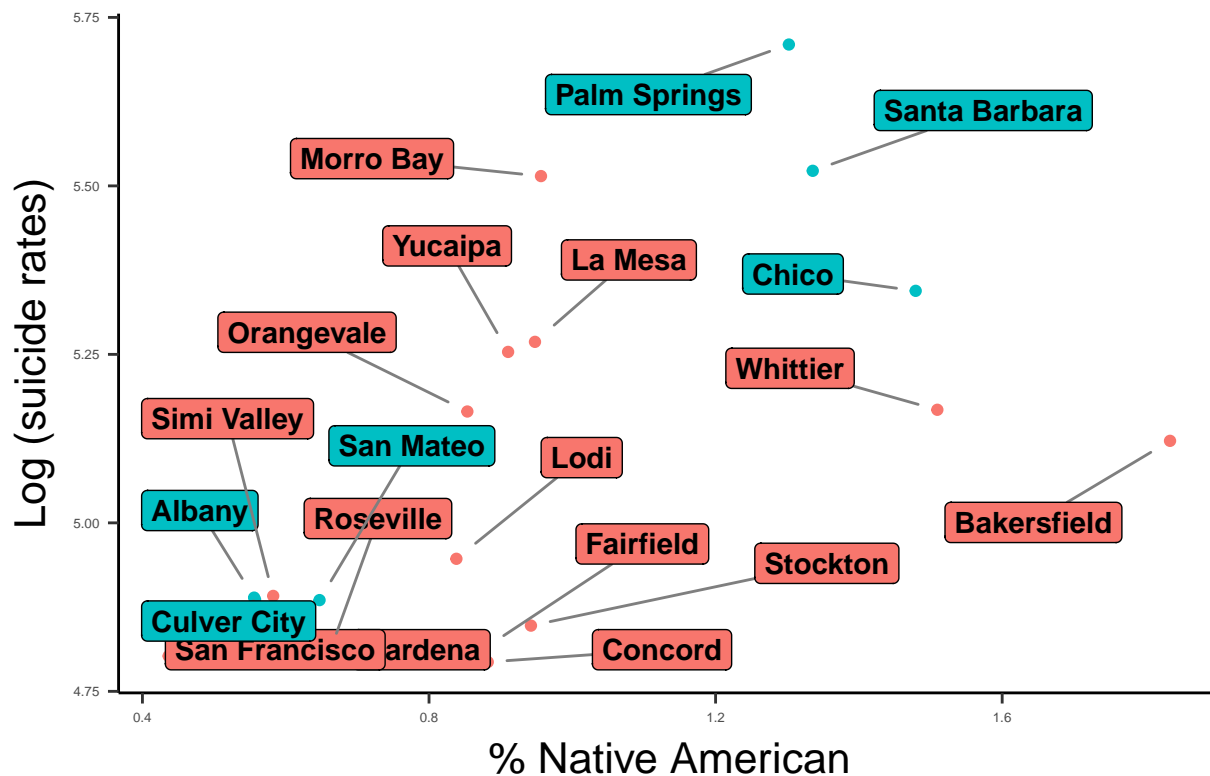 5.75
Palm Springs
Santa Barbara
Morro Bay
5.50
Yucaipa
La Mesa
Chico
Orangevale
5.25
Whittier
Simi Valley
San Mateo
Lodi
Albany
Roseville
5.00
Bakersfield
Fairfield
Stockton
Culver City
San Francisco
ardena
Concord
4.75
0.4
0.8
1.2
1.6
% Native American
Log (suicide rates)